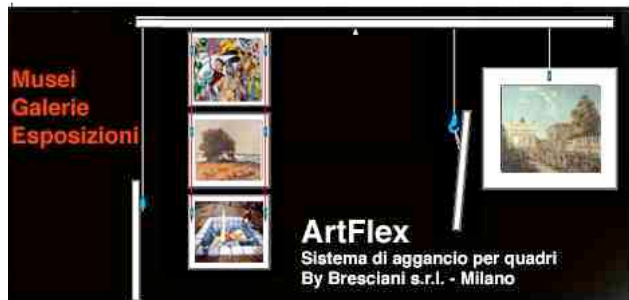 Musei
Galerie
Esposizioni
ArtFlex
Sistema di aggancio per quadri
By Bresciani s.r.l. - Milano